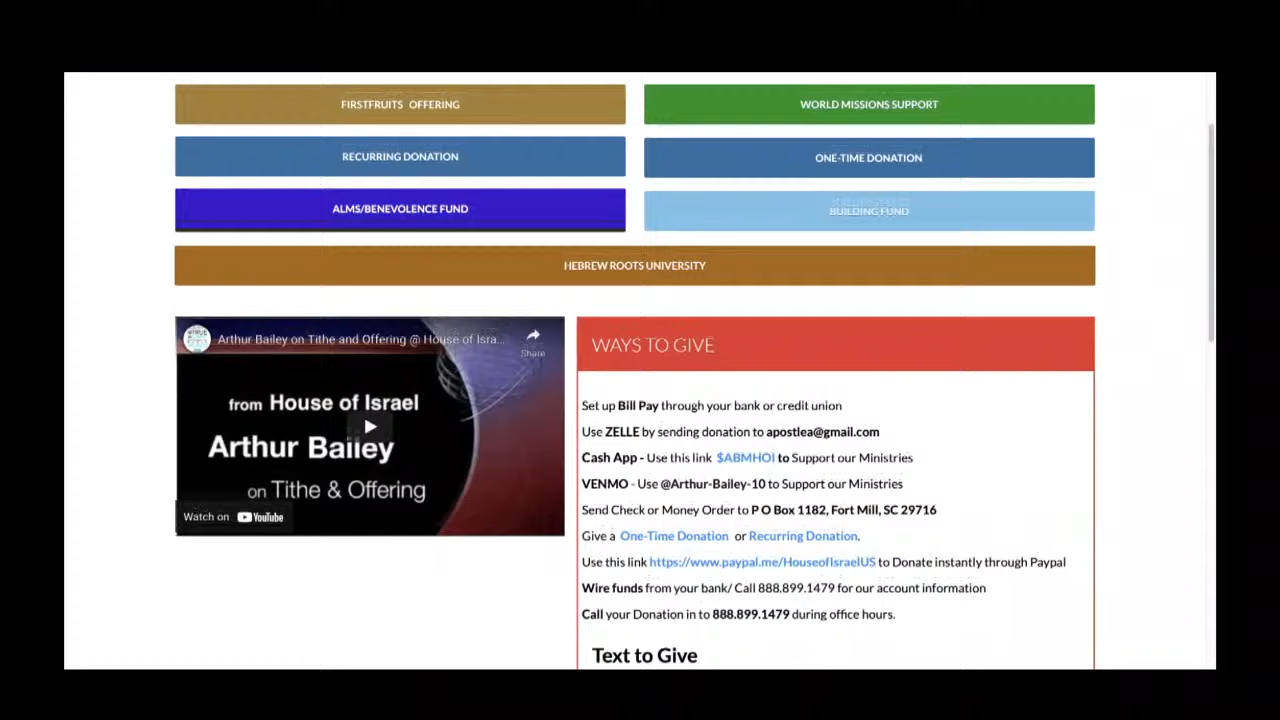 FIRSTFRUITS OFFERING
WORLD MISSIONS SUPPORT
RECURRING DONATION
ONE-TIME DONATION
ALMS/BENEVOLENCE FUND
BUILDING FUND
HEBREW ROOTS UNIVERSITY
Arthur Bailey on Tithe and Offering @ House of Isra...
Share
from House of Israel
Arthur Bailey
on Tithe & Offering
Watch on YouTube
WAYS TO GIVE
Set up Bill Pay through your bank or credit union
Use ZELLE by sending donation to apostlea@gmail.com
Cash App - Use this link $ABMHOI to Support our Ministries
VENMO - Use @Arthur-Bailey-10 to Support our Ministries
Send Check or Money Order to P O Box 1182, Fort Mill, SC 29716
Give a One-Time Donation or Recurring Donation.
Use this link https://www.paypal.me/HouseofIsraelUS to Donate instantly through Paypal
Wire funds from your bank/ Call 888.899.1479 for our account information
Call your Donation in to 888.899.1479 during office hours.
Text to Give